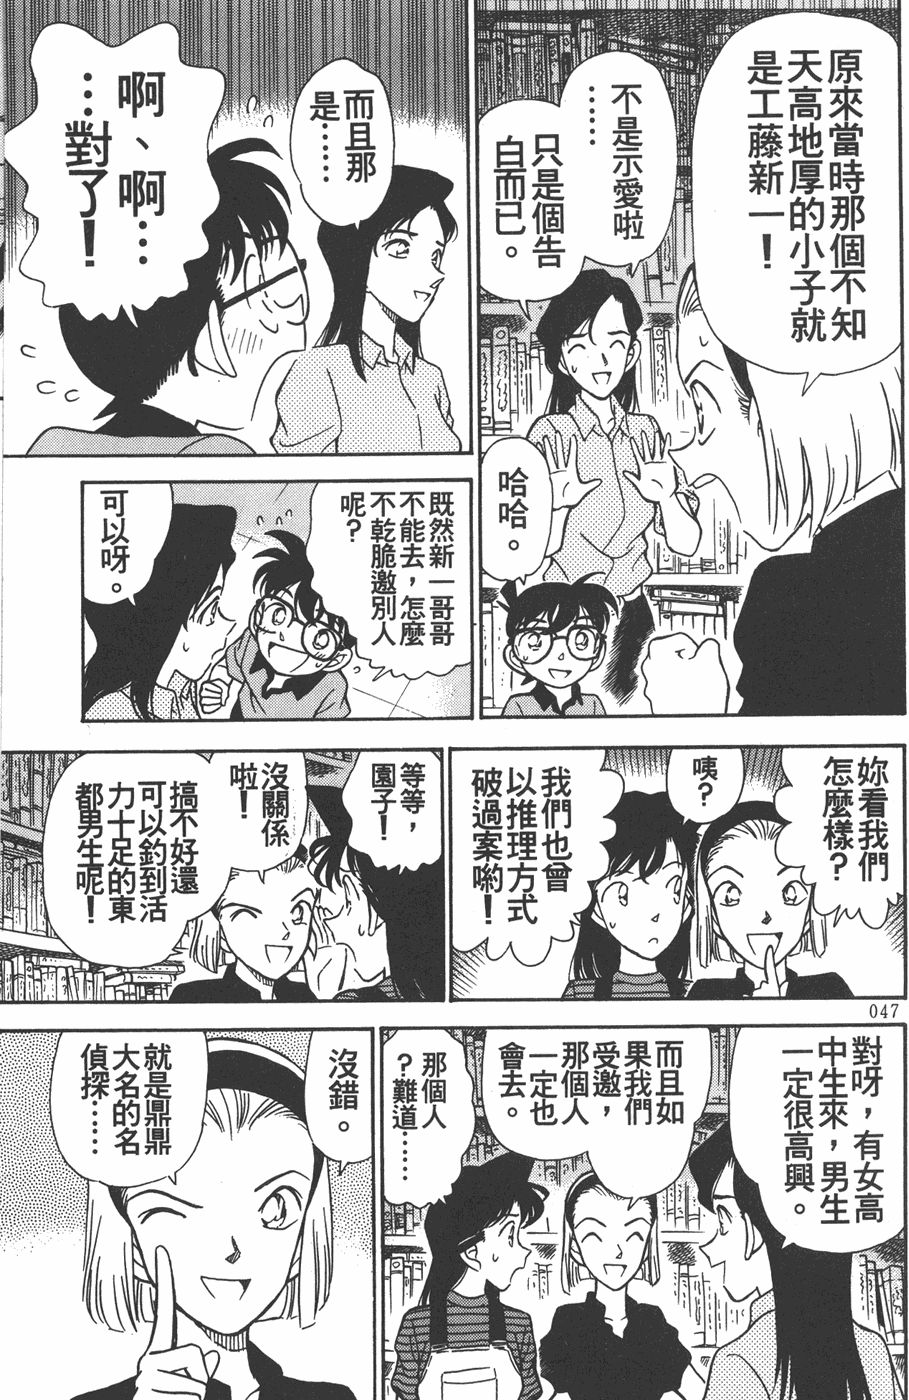 原來當時那個不知
天高地厚的小子就
是工藤新一！
不是示愛啦
……
只是個告
白而已。
哈哈。
而且那
是……
啊、啊…
…對了！
既然新一哥哥
不能去，怎麼
不乾脆邀別人
呢？
可以呀。
妳看我們
怎麼樣？
咦？
我們也曾
以推理方式
破過案喲！
等等，
園子！
沒關係
啦！
搞不好還
可以釣到活
力十足的東
都男生呢！
047
對呀，有女高
中生來，男生
一定很高興。
而且如
果我們
受邀，
那個人
一定也
會去。
那個人
？難道……
沒錯。
就是鼎鼎
大名的名
偵探……